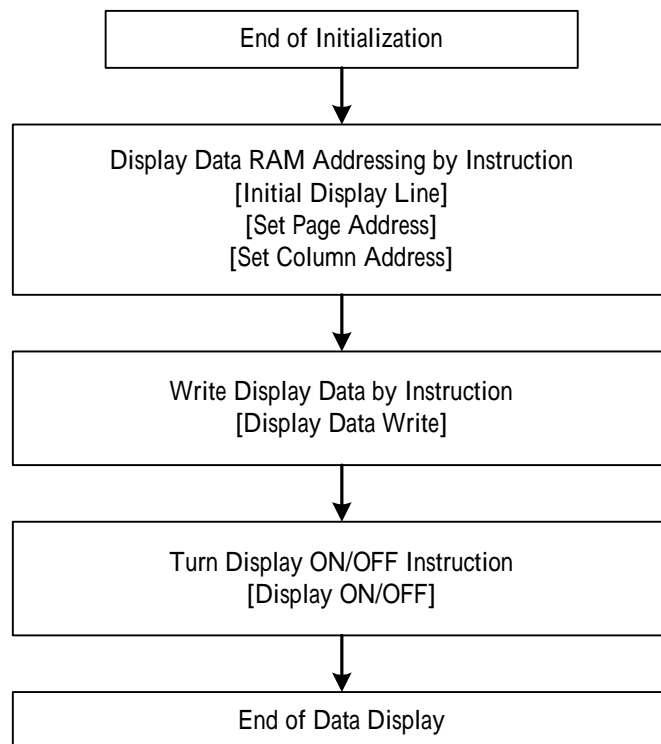 End of Initialization
Display Data RAM Addressing by Instruction
[Initial Display Line]
[Set Page Address]
[Set Column Address]
Write Display Data by Instruction
[Display Data Write]
Turn Display ON/OFF Instruction
[Display ON/OFF]
End of Data Display